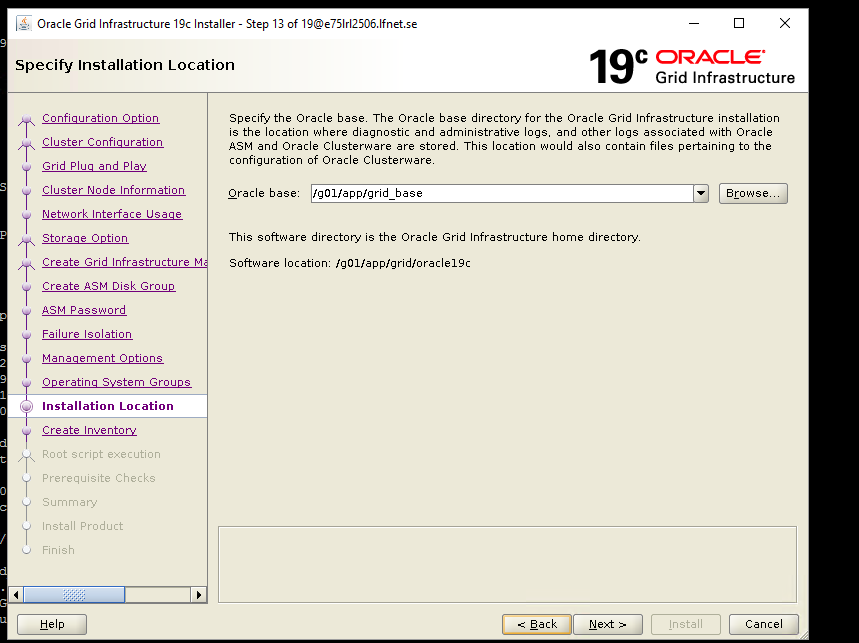 Oracle Grid Infrastructure 19c Installer - Step 13 of 19@e75lrl2506.lfnet.se
Specify Installation Location
19c ORACLE
Grid Infrastructure
Configuration Option
Cluster Configuration
Grid Plug and Play
Cluster Node Information
Network Interface Usage
Storage Option
Create Grid Infrastructure Ma
Create ASM Disk Group
ASM Password
Failure Isolation
Management Options
Operating System Groups
Installation Location
Create Inventory
Root script execution
Prerequisite Checks
Summary
Install Product
Finish
Specify the Oracle base. The Oracle base directory for the Oracle Grid Infrastructure installation
is the location where diagnostic and administrative logs, and other logs associated with Oracle
ASM and Oracle Clusterware are stored. This location would also contain files pertaining to the
configuration of Oracle Clusterware.
Oracle base: /g01/app/grid_base Browse...
This software directory is the Oracle Grid Infrastructure home directory.
Software location: /g01/app/grid/oracle19c
Help < Back Next > Install Cancel